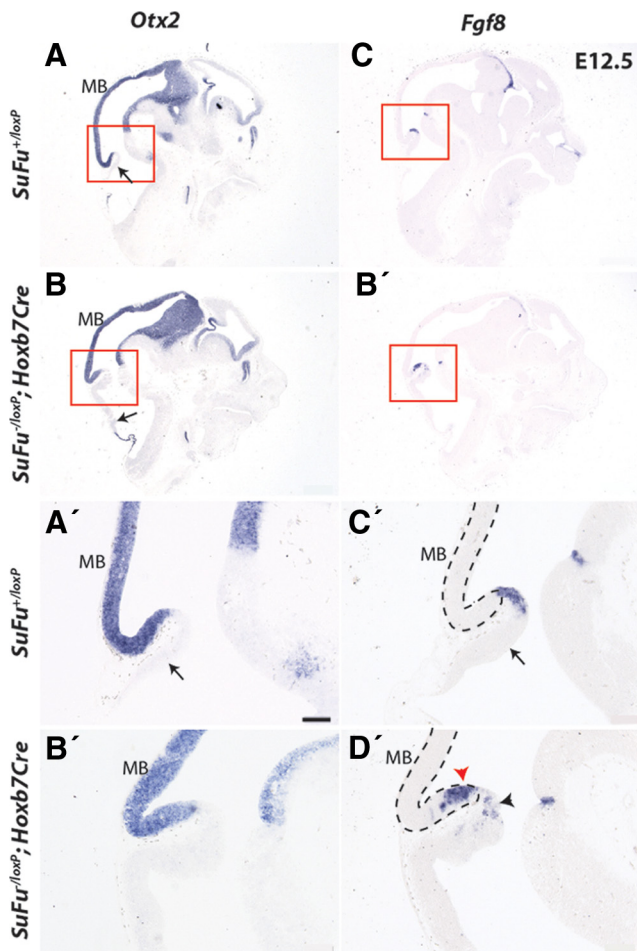 Otx2
Fgf8
A
MB
C
E12.5
SuFu+/loxP
B
MB
B´
SuFu-/loxP; Hoxb7Cre
A´
MB
C´
MB
SuFu+/loxP
B´
MB
D´
MB
SuFu-/loxP; Hoxb7Cre